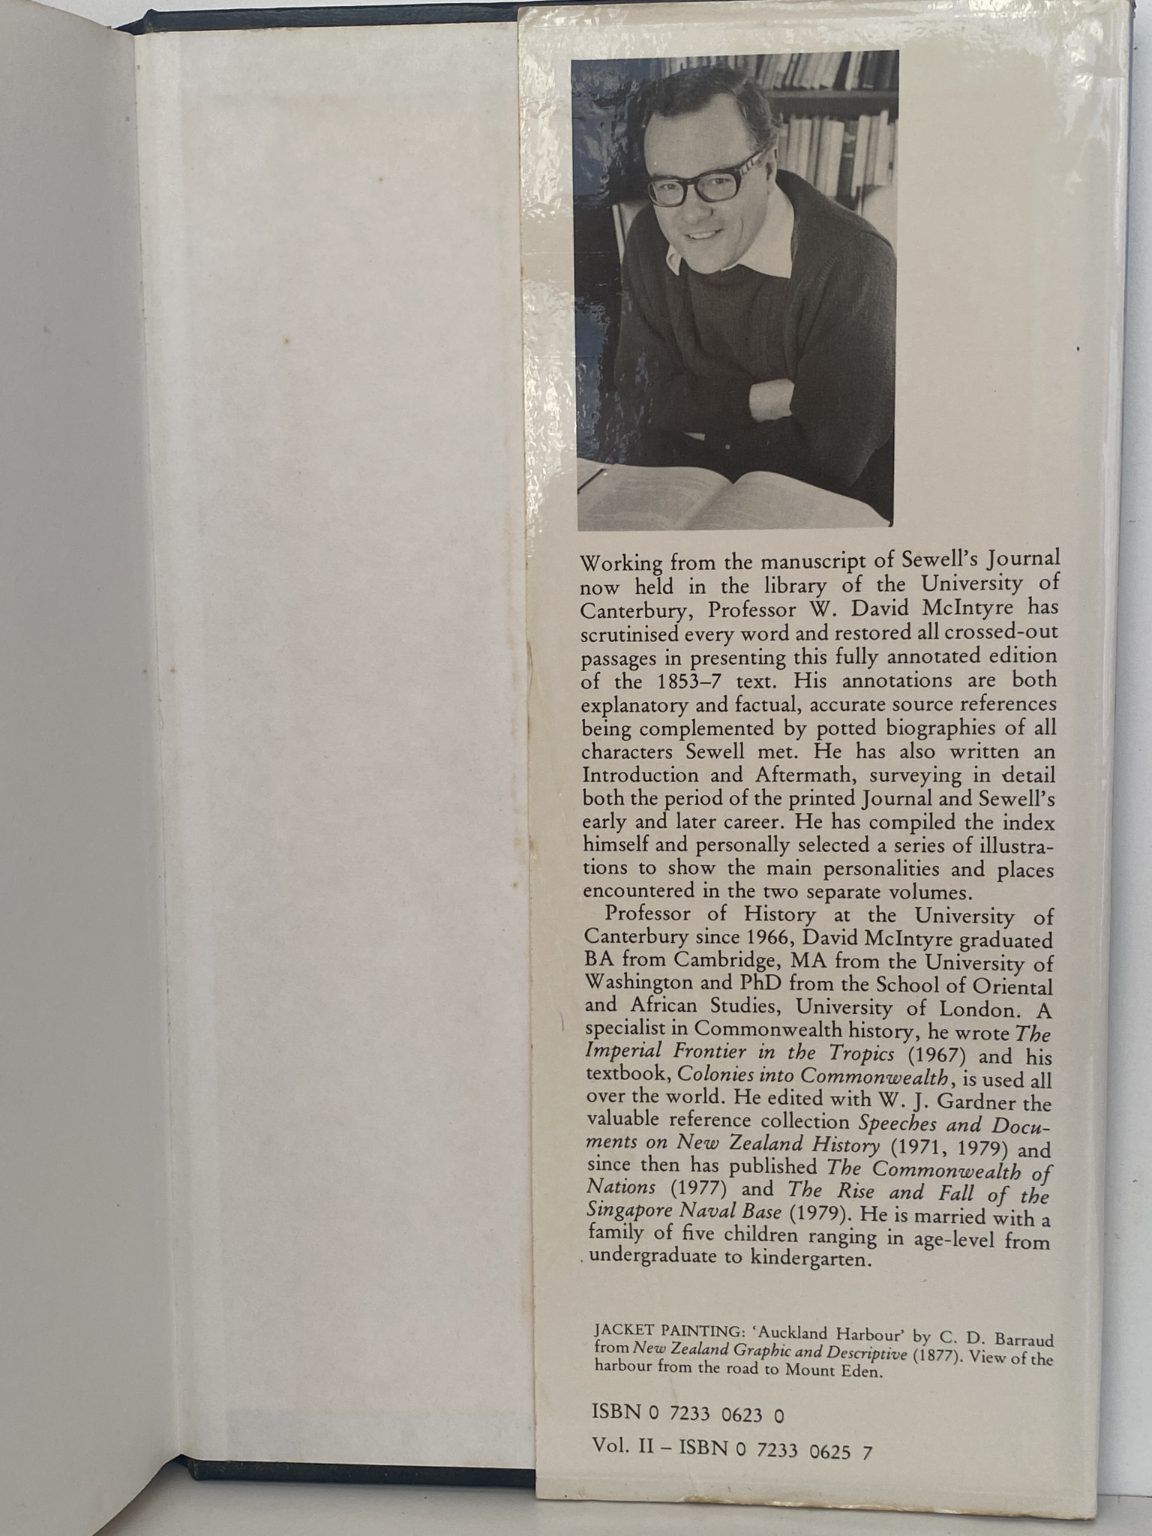 Working from the manuscript of Sewell's Journal
now held in the library of the University of
Canterbury, Professor W. David McIntyre has
scrutinised every word and restored all crossed-out
passages in presenting this fully annotated edition
of the 1853–7 text. His annotations are both
explanatory and factual, accurate source references
being complemented by potted biographies of all
characters Sewell met. He has also written an
Introduction and Aftermath, surveying in detail
both the period of the printed Journal and Sewell's
early and later career. He has compiled the index
himself and personally selected a series of illustra-
tions to show the main personalities and places
encountered in the two separate volumes.
Professor of History at the University of
Canterbury since 1966, David McIntyre graduated
BA from Cambridge, MA from the University of
Washington and PhD from the School of Oriental
and African Studies, University of London. A
specialist in Commonwealth history, he wrote The
Imperial Frontier in the Tropics (1967) and his
textbook, Colonies into Commonwealth, is used all
over the world. He edited with W. J. Gardner the
valuable reference collection Speeches and Docu-
ments on New Zealand History (1971, 1979) and
since then has published The Commonwealth of
Nations (1977) and The Rise and Fall of the
Singapore Naval Base (1979). He is married with a
family of five children ranging in age-level from
undergraduate to kindergarten.
JACKET PAINTING: 'Auckland Harbour' by C. D. Barraud
from New Zealand Graphic and Descriptive (1877). View of the
harbour from the road to Mount Eden.
ISBN 0 7233 0623 0
Vol. II – ISBN 0 7233 0625 7